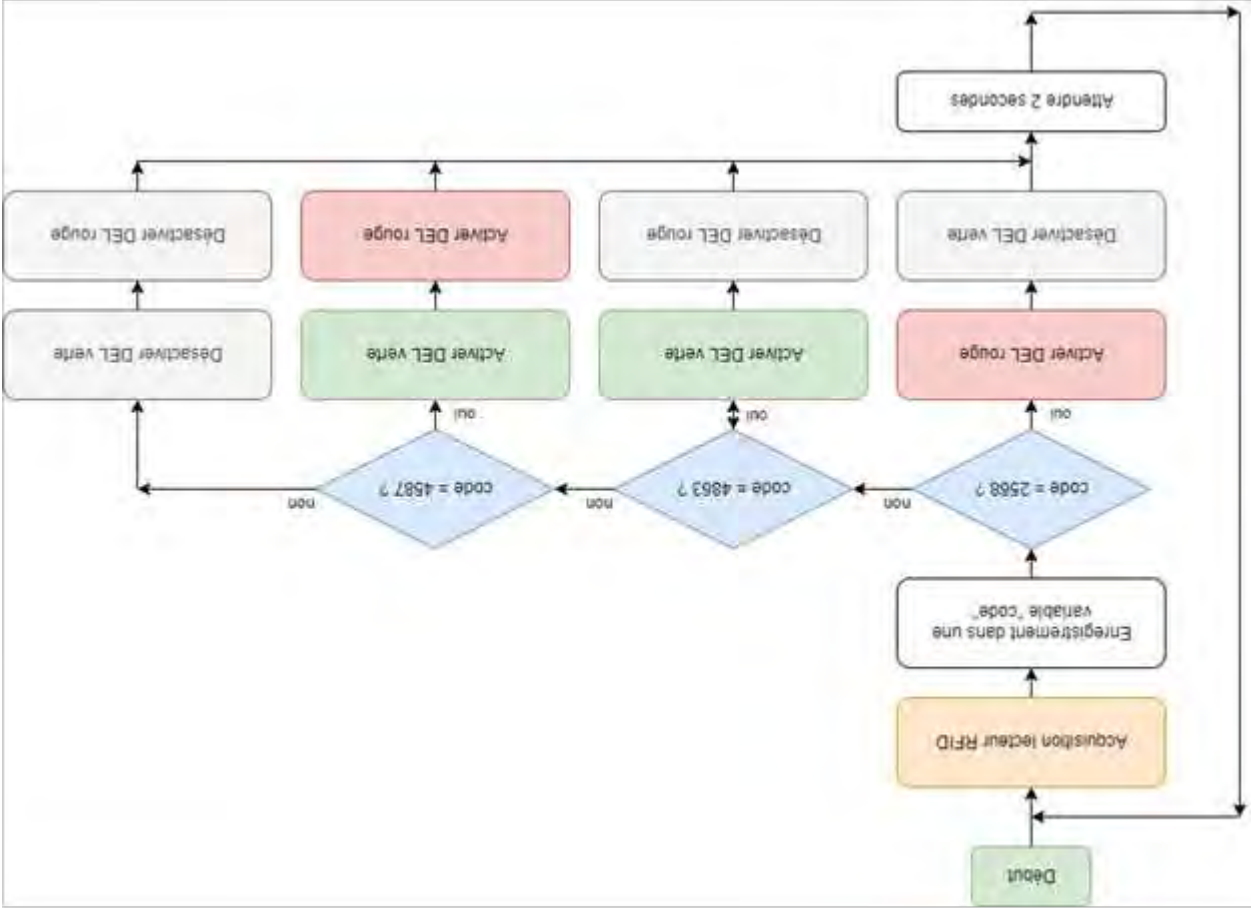 Début
Acquisition lecteur RFID
Enregistrement dans une
variable "code"
code = 2568 ?
non
code = 4863 ?
non
code = 4587 ?
non
oui
oui
oui
Activer DEL rouge
Activer DEL verte
Activer DEL verte
Désactiver DEL verte
Désactiver DEL verte
Désactiver DEL rouge
Activer DEL rouge
Désactiver DEL rouge
Attendre 2 secondes